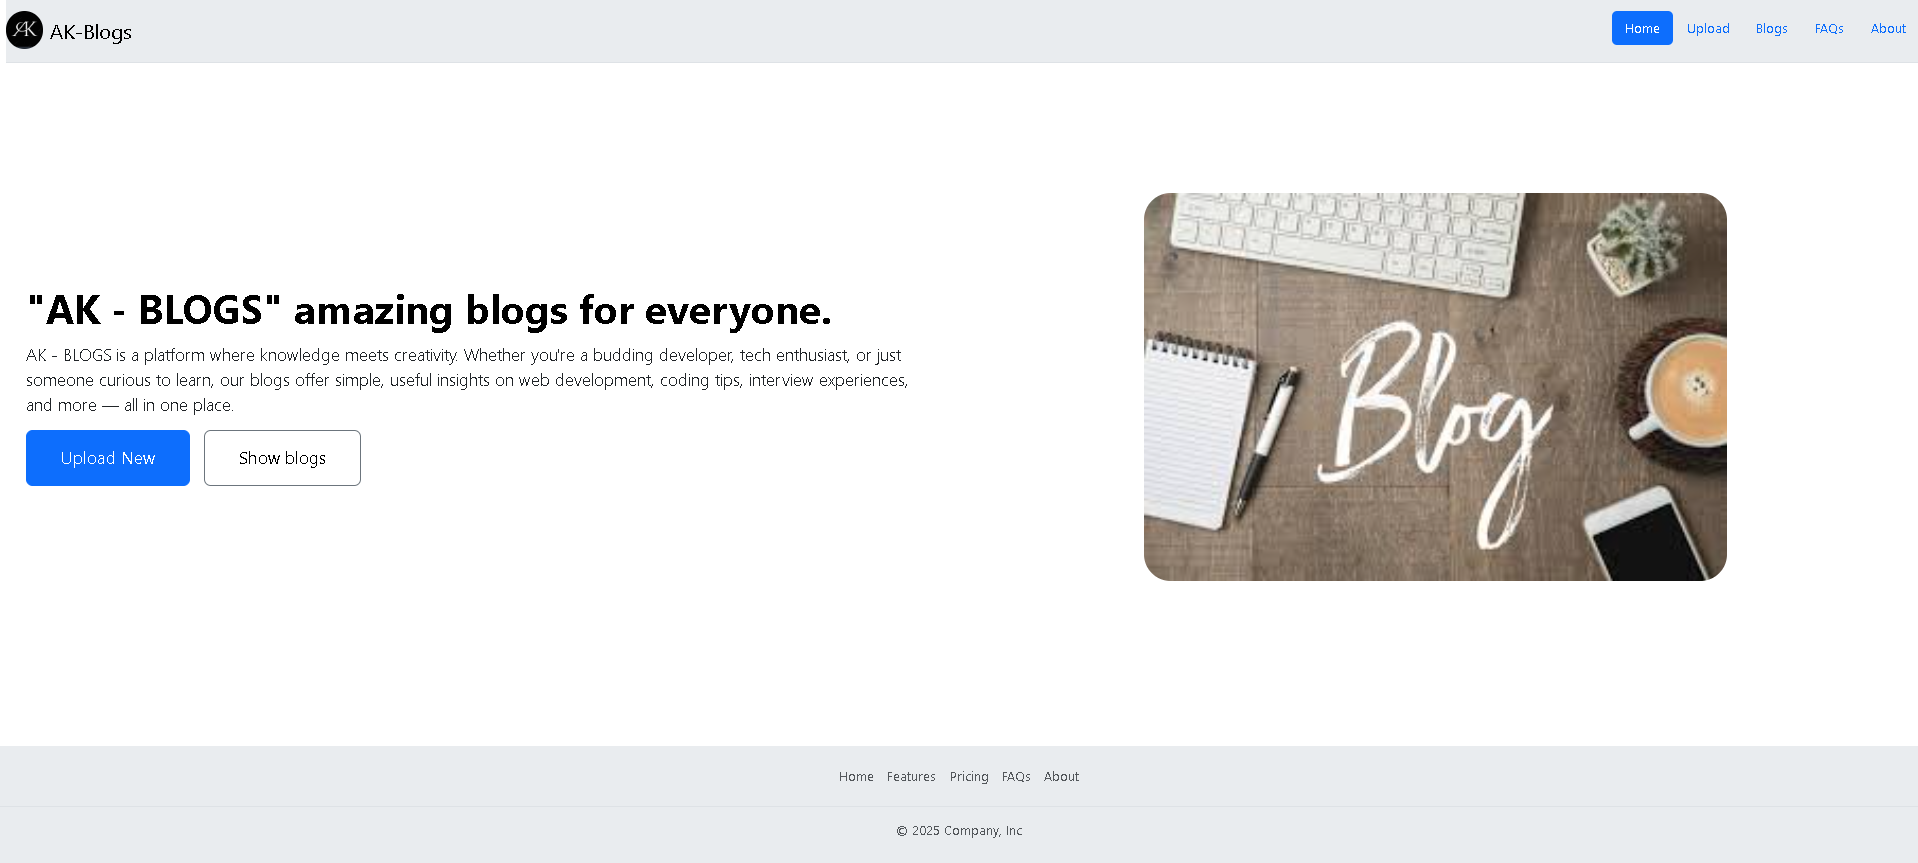 AK AK-Blogs Home Upload Blogs FAQs About
"AK - BLOGS" amazing blogs for everyone.
AK - BLOGS is a platform where knowledge meets creativity. Whether you're a budding developer, tech enthusiast, or just
someone curious to learn, our blogs offer simple, useful insights on web development, coding tips, interview experiences,
and more — all in one place.
Upload New Show blogs
Blog
Home Features Pricing FAQs About
© 2025 Company, Inc